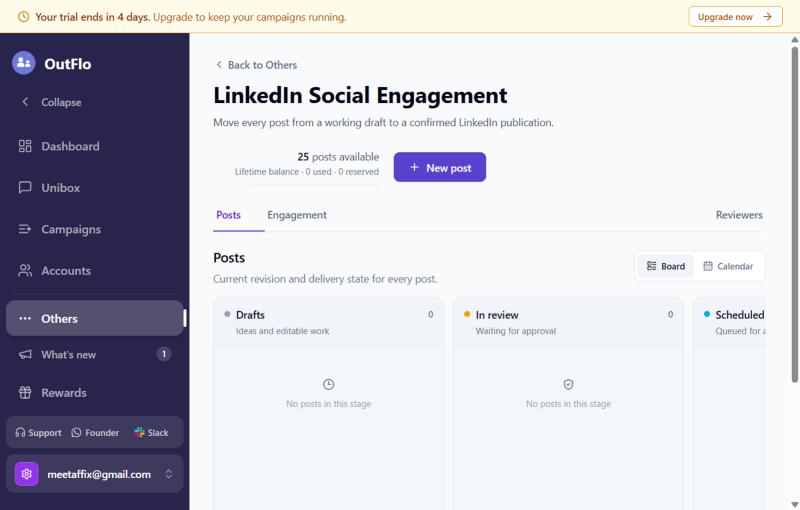 Your trial ends in 4 days. Upgrade to keep your campaigns running.
Upgrade now
OutFlo
Collapse
Dashboard
Unibox
Campaigns
Accounts
Others
What's new 1
Rewards
Support Founder Slack
meetaffix@gmail.com
Back to Others
LinkedIn Social Engagement
Move every post from a working draft to a confirmed LinkedIn publication.
25 posts available
Lifetime balance · 0 used · 0 reserved
New post
Posts Engagement Reviewers
Posts
Current revision and delivery state for every post.
Board Calendar
Drafts 0
Ideas and editable work
No posts in this stage
In review 0
Waiting for approval
No posts in this stage
Scheduled
Queued for